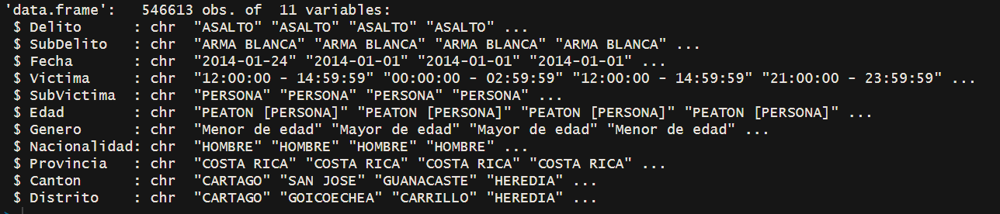 'data.frame':   546613 obs. of  11 variables:
 $ Delito      : chr  "ASALTO" "ASALTO" "ASALTO" "ASALTO" ...
 $ SubDelito   : chr  "ARMA BLANCA" "ARMA BLANCA" "ARMA BLANCA" "ARMA BLANCA" ...
 $ Fecha       : chr  "2014-01-24" "2014-01-01" "2014-01-01" "2014-01-01" ...
 $ Victima     : chr  "12:00:00 - 14:59:59" "00:00:00 - 02:59:59" "12:00:00 - 14:59:59" "21:00:00 - 23:59:59" ...
 $ SubVictima  : chr  "PERSONA" "PERSONA" "PERSONA" "PERSONA" ...
 $ Edad        : chr  "PEATON [PERSONA]" "PEATON [PERSONA]" "PEATON [PERSONA]" "PEATON [PERSONA]" ...
 $ Genero      : chr  "Menor de edad" "Mayor de edad" "Mayor de edad" "Menor de edad" ...
 $ Nacionalidad: chr  "HOMBRE" "HOMBRE" "HOMBRE" "HOMBRE" ...
 $ Provincia   : chr  "COSTA RICA" "COSTA RICA" "COSTA RICA" "COSTA RICA" ...
 $ Canton      : chr  "CARTAGO" "SAN JOSE" "GUANACASTE" "HEREDIA" ...
 $ Distrito    : chr  "CARTAGO" "GOICOECHEA" "CARRILLO" "HEREDIA" ...